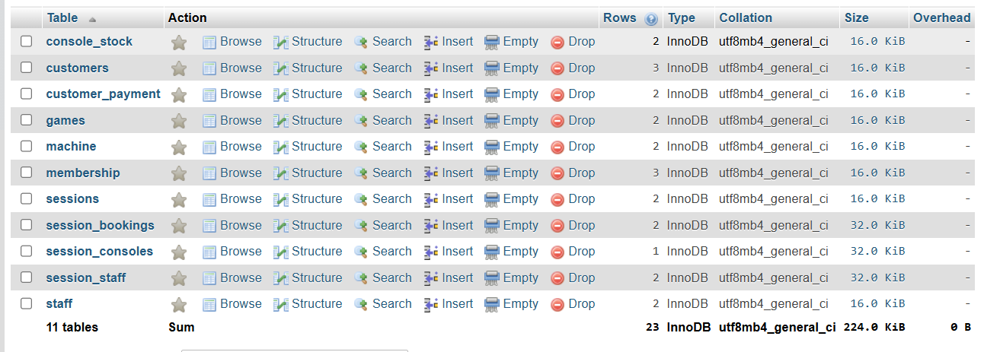 Table Action Rows Type Collation Size Overhead
console_stock Browse Structure Search Insert Empty Drop 2 InnoDB utf8mb4_general_ci 16.0 KiB -
customers Browse Structure Search Insert Empty Drop 3 InnoDB utf8mb4_general_ci 16.0 KiB -
customer_payment Browse Structure Search Insert Empty Drop 2 InnoDB utf8mb4_general_ci 16.0 KiB -
games Browse Structure Search Insert Empty Drop 2 InnoDB utf8mb4_general_ci 16.0 KiB -
machine Browse Structure Search Insert Empty Drop 2 InnoDB utf8mb4_general_ci 16.0 KiB -
membership Browse Structure Search Insert Empty Drop 3 InnoDB utf8mb4_general_ci 16.0 KiB -
sessions Browse Structure Search Insert Empty Drop 2 InnoDB utf8mb4_general_ci 16.0 KiB -
session_bookings Browse Structure Search Insert Empty Drop 2 InnoDB utf8mb4_general_ci 32.0 KiB -
session_consoles Browse Structure Search Insert Empty Drop 1 InnoDB utf8mb4_general_ci 32.0 KiB -
session_staff Browse Structure Search Insert Empty Drop 2 InnoDB utf8mb4_general_ci 32.0 KiB -
staff Browse Structure Search Insert Empty Drop 2 InnoDB utf8mb4_general_ci 16.0 KiB -
11 tables Sum 23 InnoDB utf8mb4_general_ci 224.0 KiB 0 B